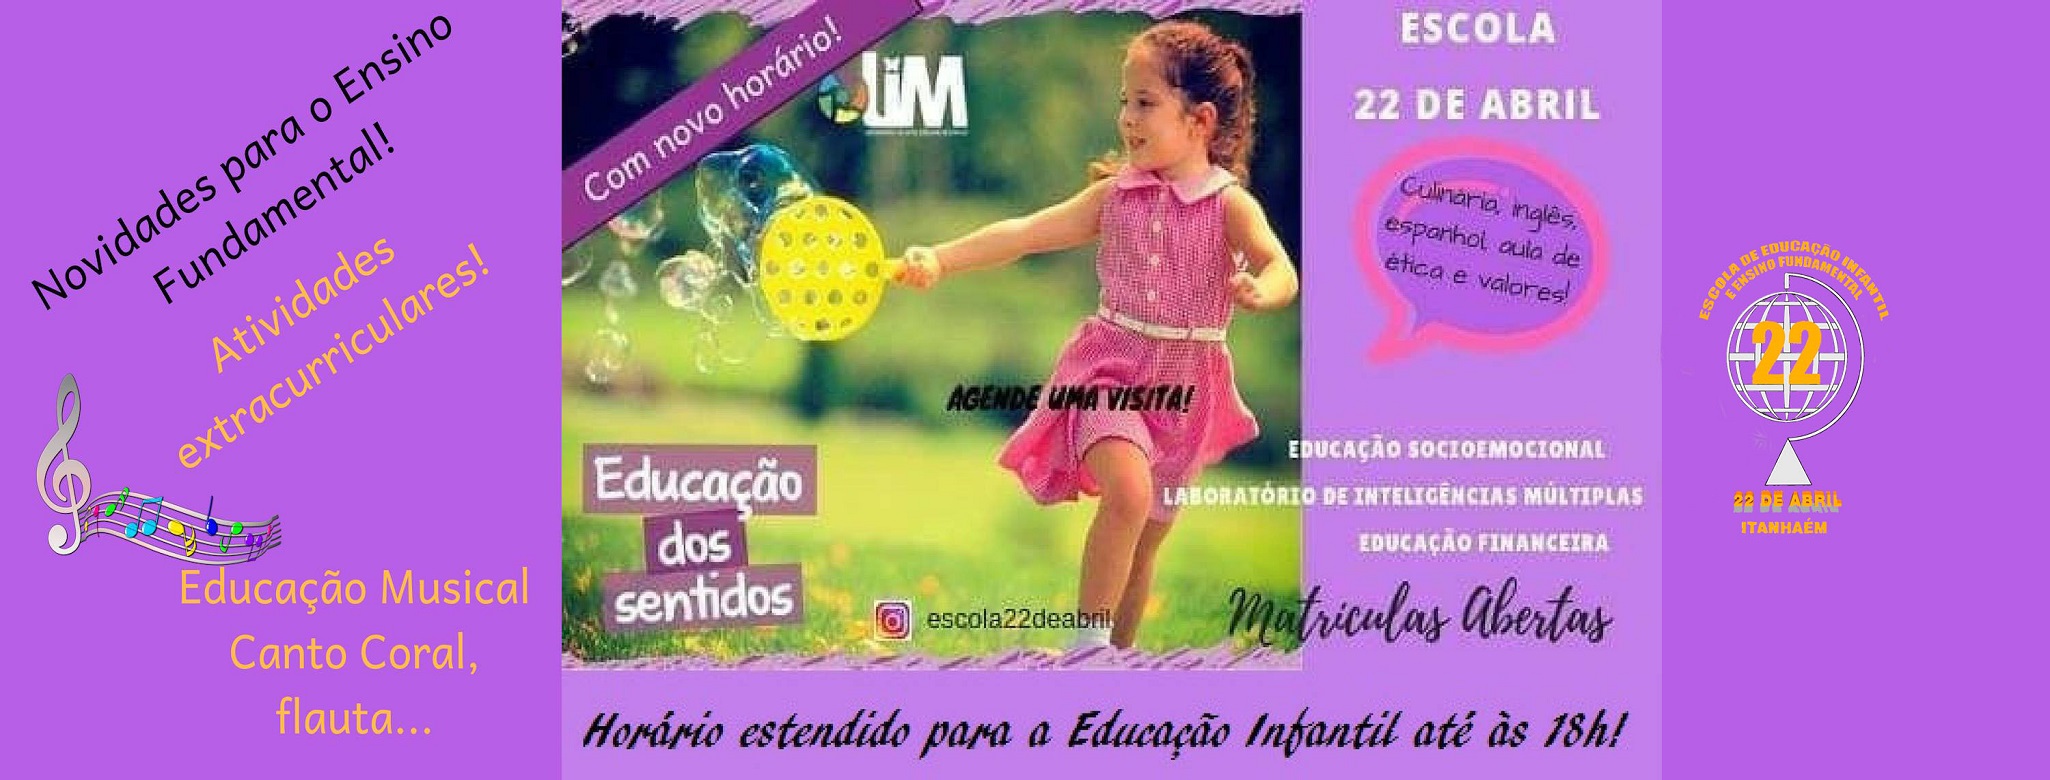 Novidades para o Ensino
Fundamental!
Atividades
extracurriculares!
Educação Musical
Canto Coral,
flauta...
Com novo horário!
LiM
AGENDE UMA VISITA!
Educação
dos
sentidos
escola22deabril
ESCOLA
22 DE ABRIL
Culinária, inglês,
espanhol, aula de
ética e valores!
EDUCAÇÃO SOCIOEMOCIONAL
LABORATÓRIO DE INTELIGÊNCIAS MÚLTIPLAS
EDUCAÇÃO FINANCEIRA
Matriculas Abertas
Horário estendido para a Educação Infantil até às 18h!
ESCOLA DE EDUCAÇÃO INFANTIL
E ENSINO FUNDAMENTAL
22
22 DE ABRIL
ITANHAÉM